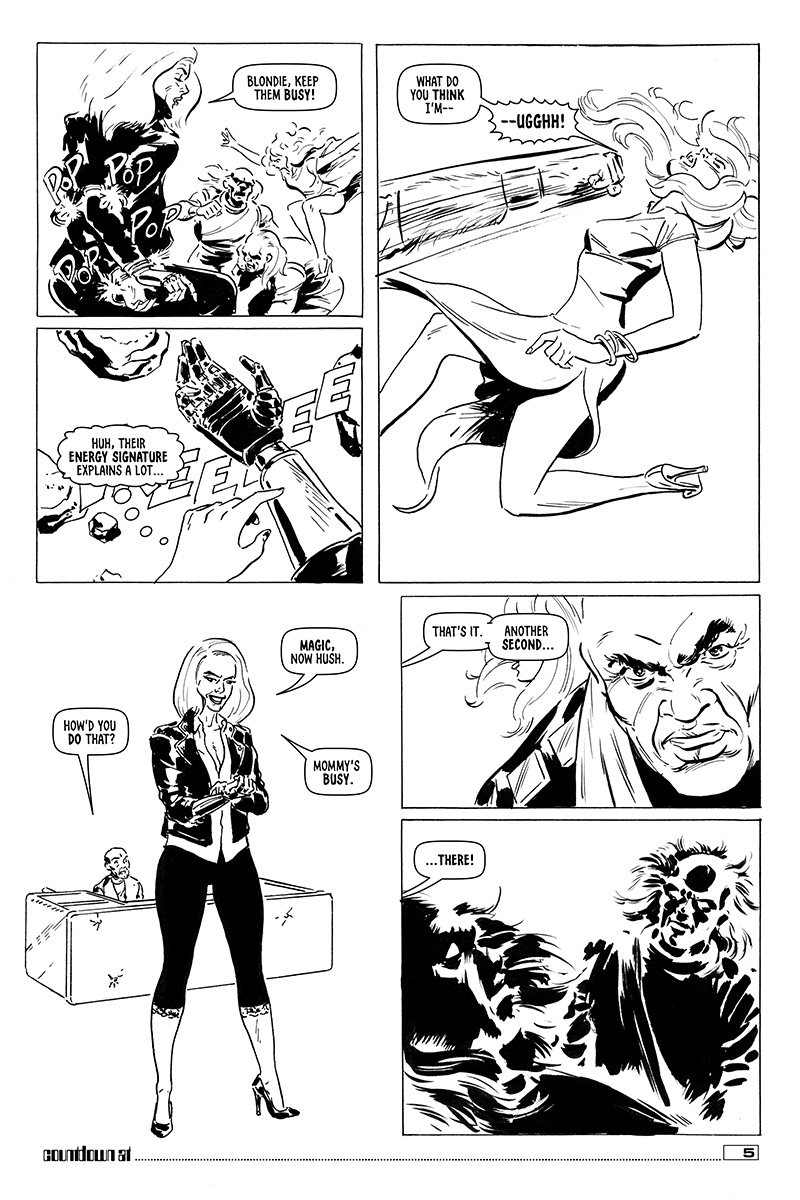 BLONDIE, KEEP
THEM BUSY!
POP
POP
POP
POP
WHAT DO
YOU THINK
I'M--
--UGGHH!
HUH, THEIR
ENERGY SIGNATURE
EXPLAINS A LOT...
MAGIC,
NOW HUSH.
HOW'D YOU
DO THAT?
MOMMY'S
BUSY.
THAT'S IT.
ANOTHER
SECOND...
...THERE!
countdown at
5